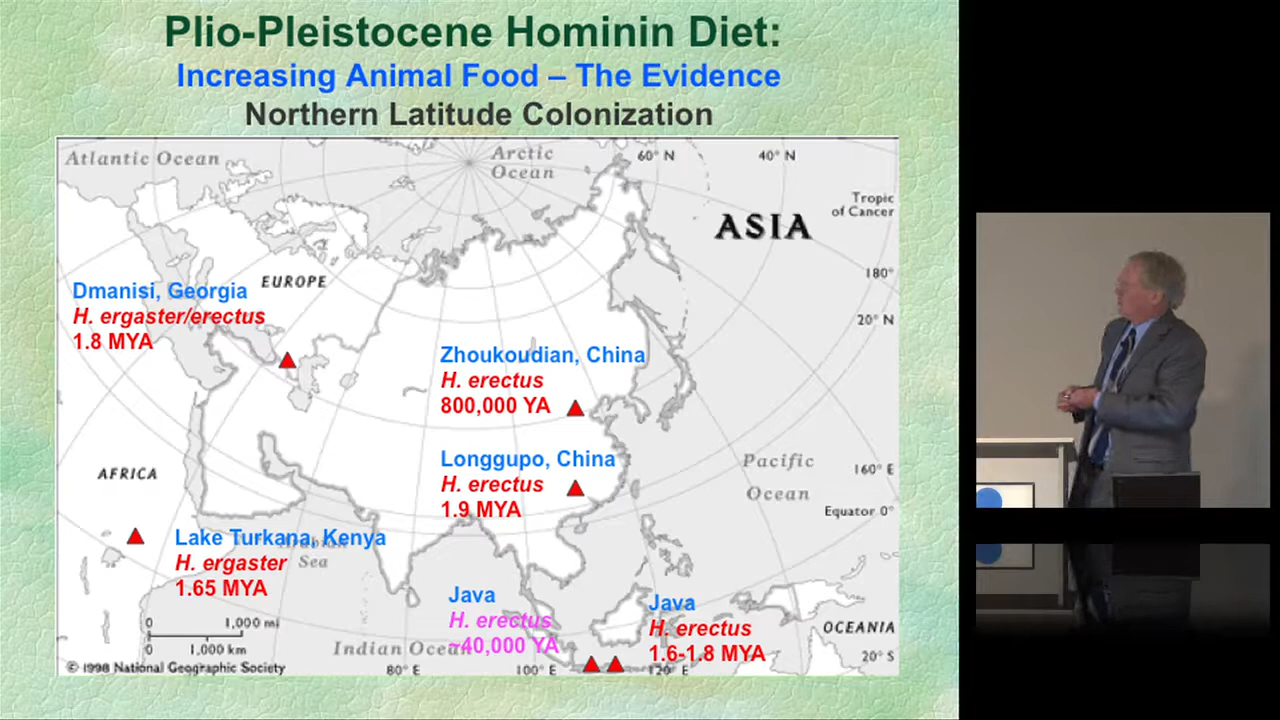 Plio-Pleistocene Hominin Diet:
Increasing Animal Food – The Evidence
Northern Latitude Colonization
Atlantic Ocean
Arctic
Ocean
60° N
40° N
Tropic
of Cancer
ASIA
EUROPE
180°
20° N
Dmanisi, Georgia
H. ergaster/erectus
1.8 MYA
Zhoukoudian, China
H. erectus
800,000 YA
Longgupo, China
H. erectus
1.9 MYA
AFRICA
Pacific
Ocean
160° E
Equator 0°
Lake Turkana, Kenya
H. ergaster
1.65 MYA
Arabian
Sea
Java
H. erectus
~40,000 YA
Java
H. erectus
1.6-1.8 MYA
OCEANIA
0 1,000 mi
0 1,000 km
Indian Ocean
20° S
© 1998 National Geographic Society
80° E
100° E
120° E